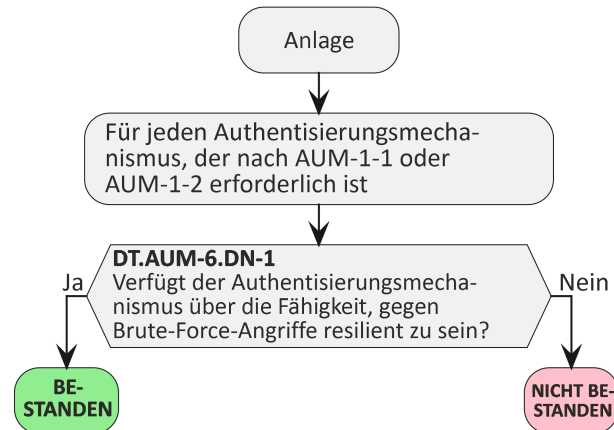 Anlage
Für jeden Authentisierungsmecha-
nismus, der nach AUM-1-1 oder
AUM-1-2 erforderlich ist
DT.AUM-6.DN-1
Verfügt der Authentisierungsmecha-
nismus über die Fähigkeit, gegen
Brute-Force-Angriffe resilient zu sein?
Ja
Nein
BE-
STANDEN
NICHT BE-
STANDEN